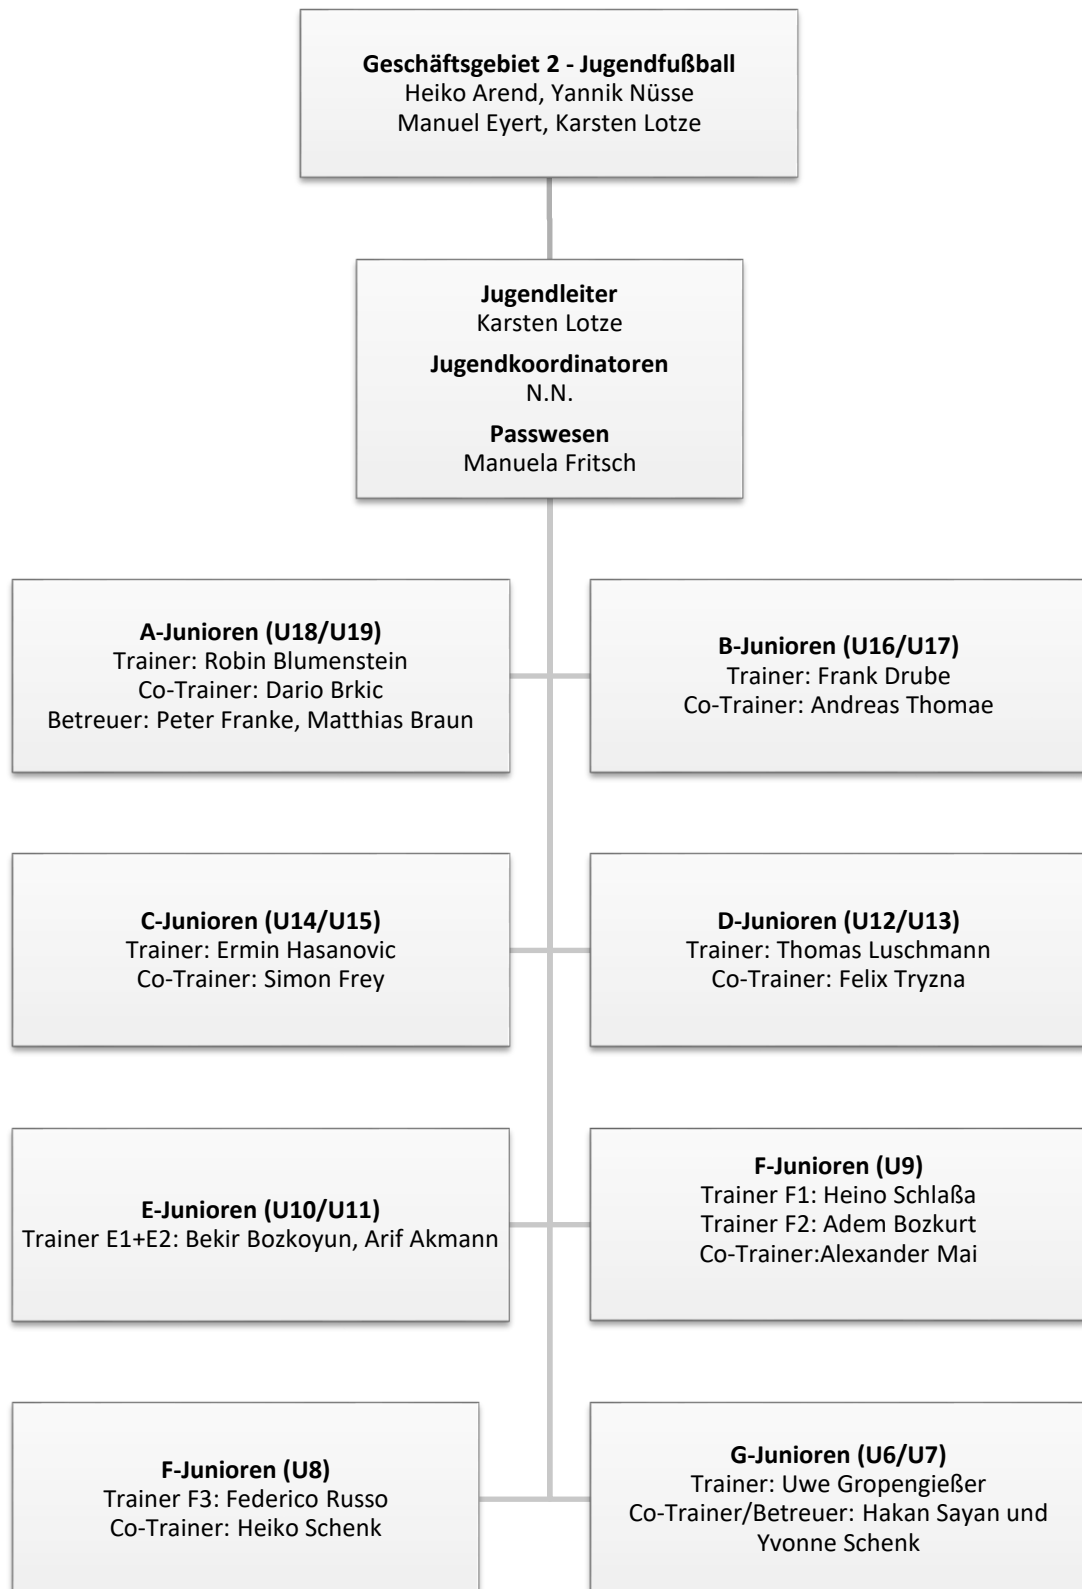 Geschäftsgebiet 2 - Jugendfußball
Heiko Arend, Yannik Nüsse
Manuel Eyert, Karsten Lotze
Jugendleiter
Karsten Lotze
Jugendkoordinatoren
N.N.
Passwesen
Manuela Fritsch
A-Junioren (U18/U19)
Trainer: Robin Blumenstein
Co-Trainer: Dario Brkic
Betreuer: Peter Franke, Matthias Braun
B-Junioren (U16/U17)
Trainer: Frank Drube
Co-Trainer: Andreas Thomae
C-Junioren (U14/U15)
Trainer: Ermin Hasanovic
Co-Trainer: Simon Frey
D-Junioren (U12/U13)
Trainer: Thomas Luschmann
Co-Trainer: Felix Tryzna
E-Junioren (U10/U11)
Trainer E1+E2: Bekir Bozkoyun, Arif Akmann
F-Junioren (U9)
Trainer F1: Heino Schlaßa
Trainer F2: Adem Bozkurt
Co-Trainer:Alexander Mai
F-Junioren (U8)
Trainer F3: Federico Russo
Co-Trainer: Heiko Schenk
G-Junioren (U6/U7)
Trainer: Uwe Gropengießer
Co-Trainer/Betreuer: Hakan Sayan und
Yvonne Schenk